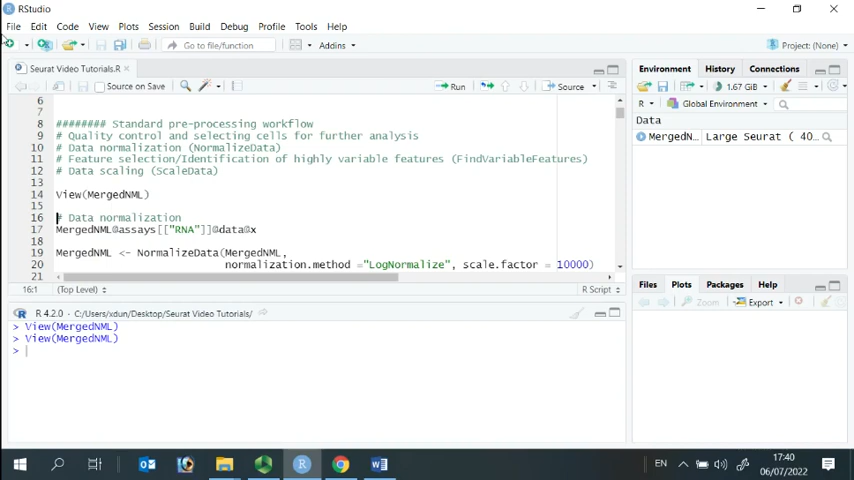 RStudio
File Edit View Code Plots Session Build Debug Profile Tools Help
Go to file/function
Addins
Project: (None)
Seurat Video Tutorials.R
Source on Save
Run
Source
6
7
8 ######## Standard pre-processing workflow
9 # Quality control and selecting cells for further analysis
10 # Data normalization (NormalizeData)
11 # Feature selection/Identification of highly variable features (FindVariableFeatures)
12 # Data scaling (ScaleData)
13
14 View(MergedNML)
15
16 # Data normalization
17 MergedNML@assays[["RNA"]]@data@x
18
19 MergedNML <- NormalizeData(MergedNML,
20 normalization.method ="LogNormalize", scale.factor = 10000)
21
16:1 (Top Level) R Script
R 4.2.0 · C:/Users/xdun/Desktop/Seurat Video Tutorials/
> View(MergedNML)
> View(MergedNML)
>
Environment History Connections
1.67 GiB
R Global Environment
Data
MergedN… Large Seurat ( 40…
Files Plots Packages Help
Zoom Export
EN
17:40
06/07/2022